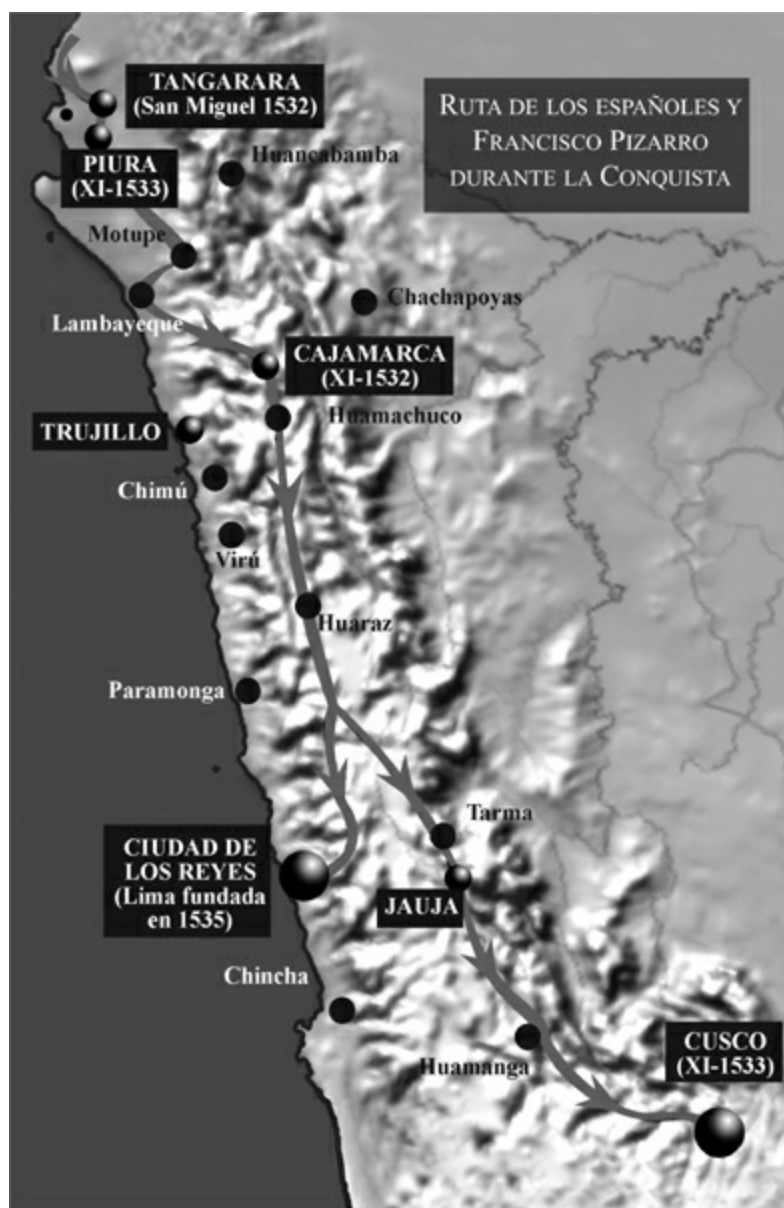 TANGARARA
(San Miguel 1532)
RUTA DE LOS ESPAÑOLES Y
FRANCISCO PIZARRO
DURANTE LA CONQUISTA
PIURA
(XI-1533)
Huancabamba
Motupe
Chachapoyas
Lambayeque
CAJAMARCA
(XI-1532)
Huamachuco
TRUJILLO
Chimú
Virú
Huaraz
Paramonga
Tarma
CIUDAD DE
LOS REYES
(Lima fundada
en 1535)
JAUJA
Chincha
CUSCO
(XI-1533)
Huamanga